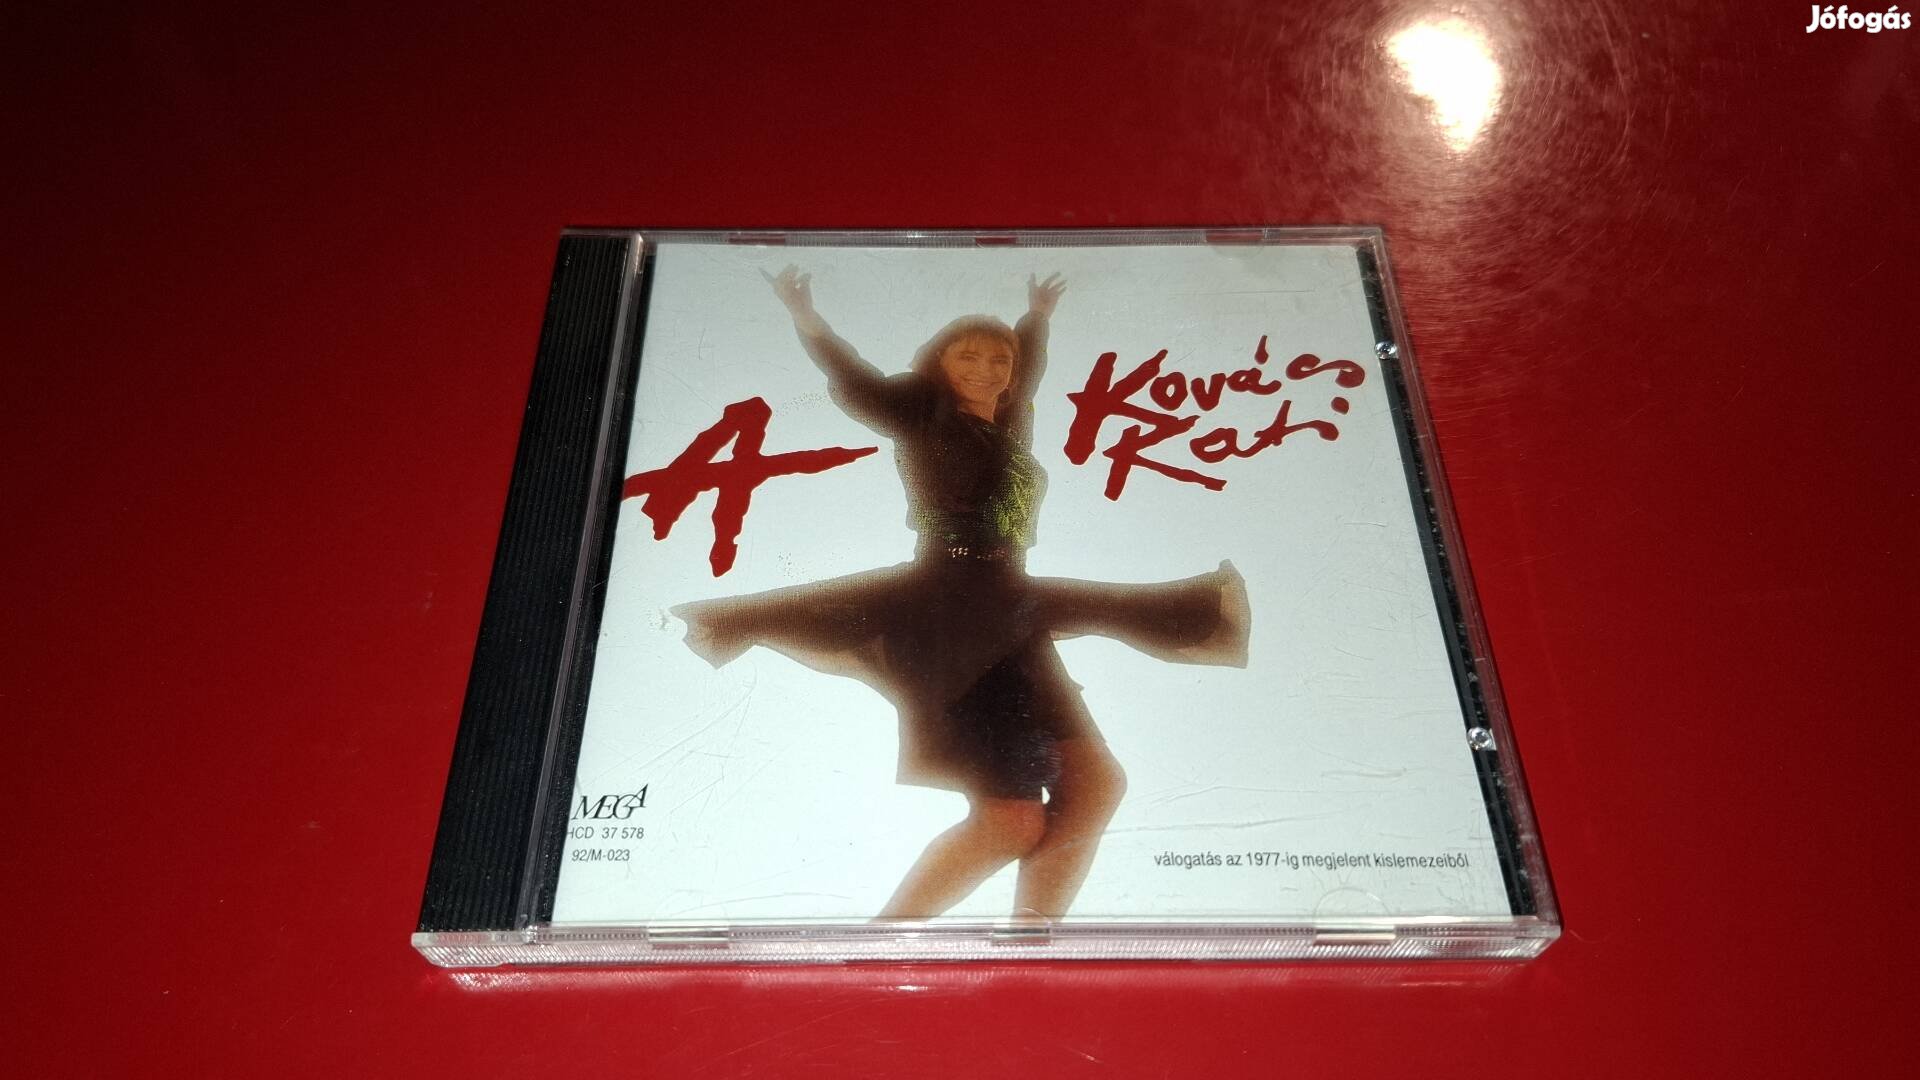 Jófogás
A
Kovács
Kati
MEGA
HCD 37 578
92/M-023
válogatás az 1977-ig megjelent kislemezeiből